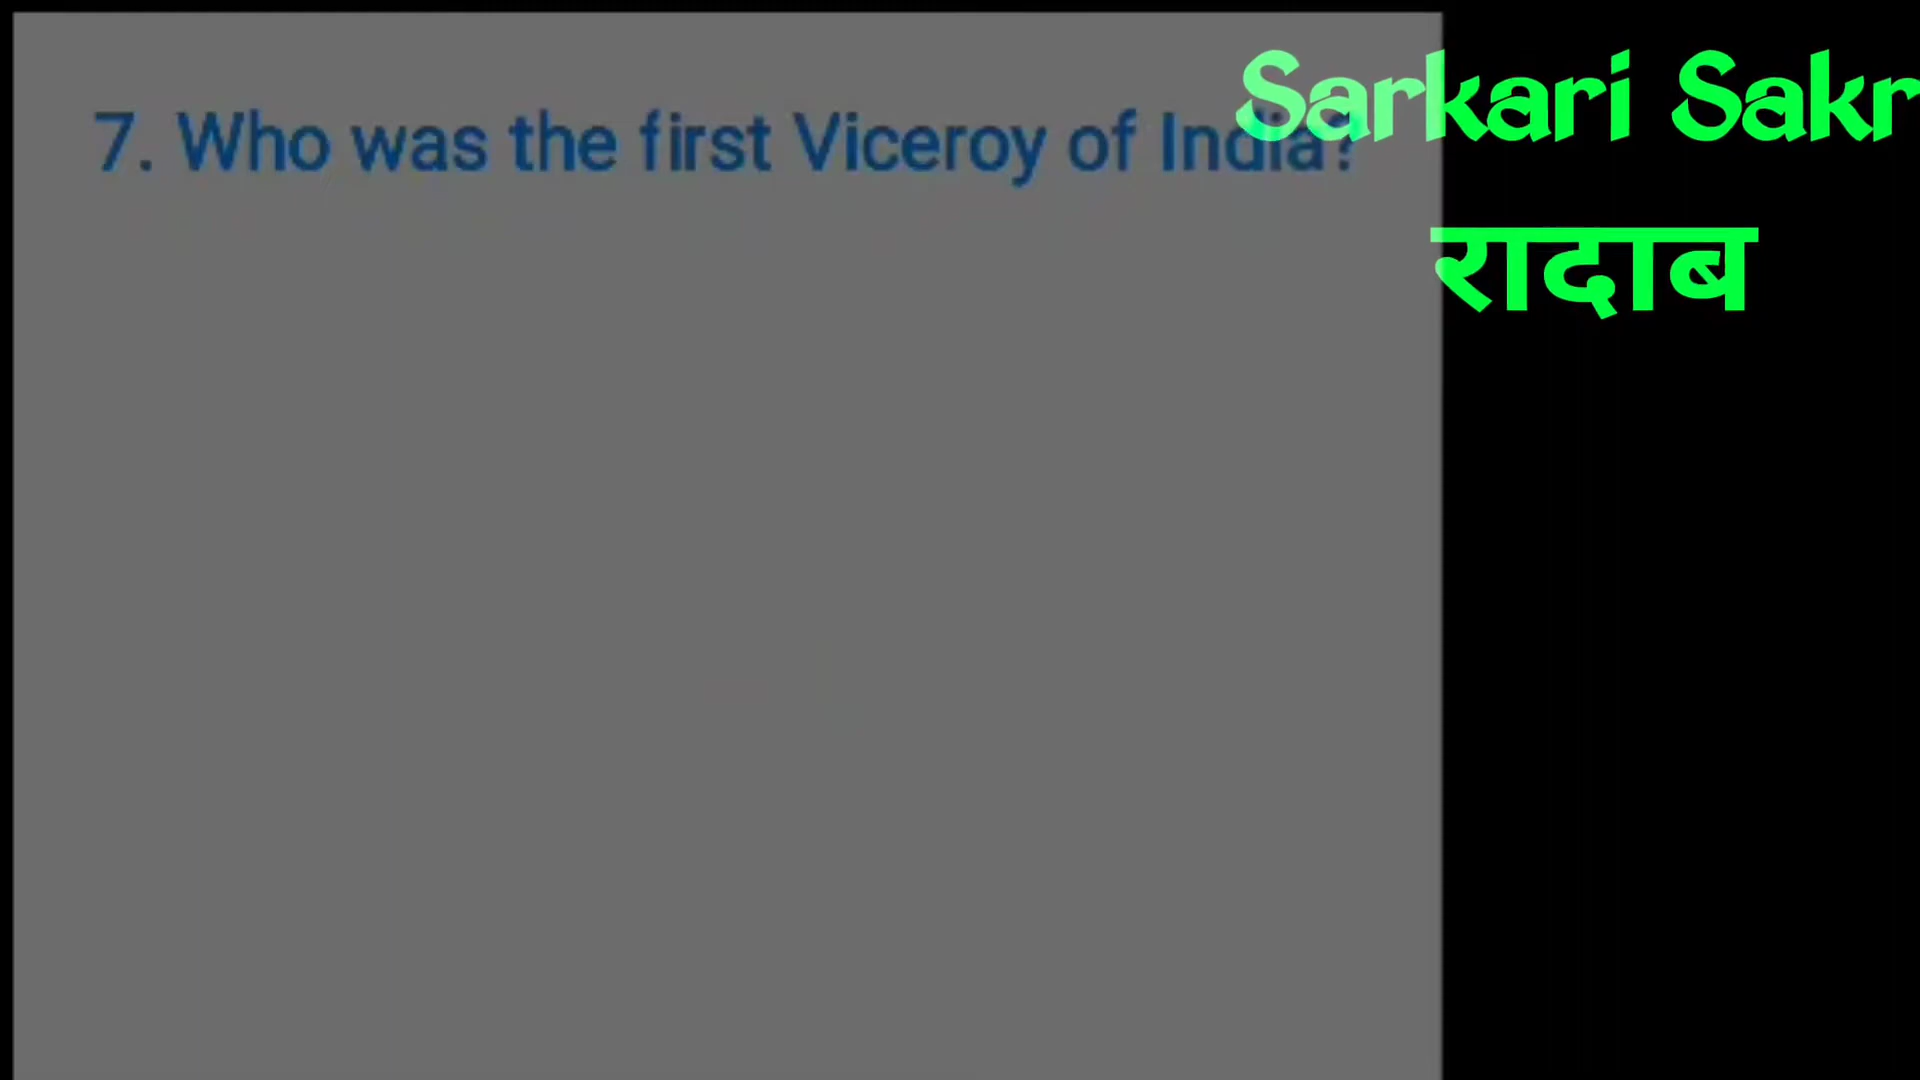 7. Who was the first Viceroy of India?
Sarkari Sakr
रादाब